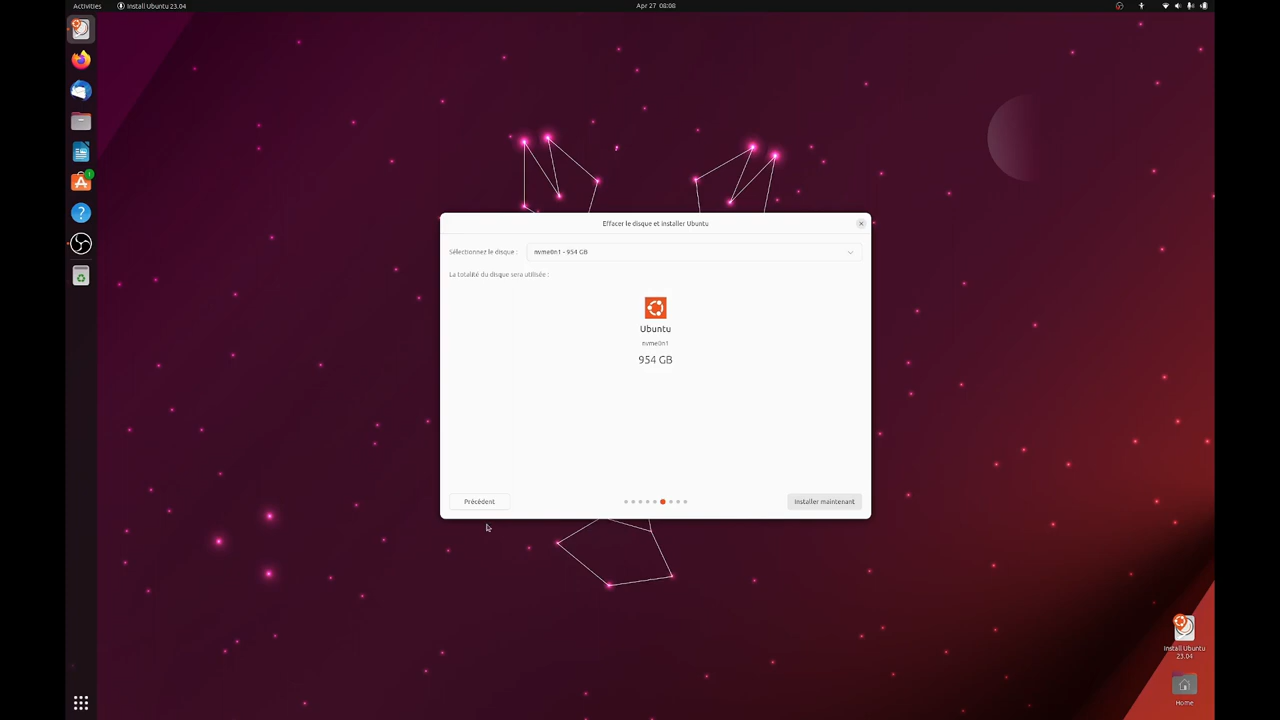 Activities
Install Ubuntu 23.04
Apr 27 08:08
Effacer le disque et installer Ubuntu
Sélectionnez le disque :
nvme0n1 - 954 GB
La totalité du disque sera utilisée :
Ubuntu
nvme0n1
954 GB
Précédent
Installer maintenant
Install Ubuntu
23.04
Home